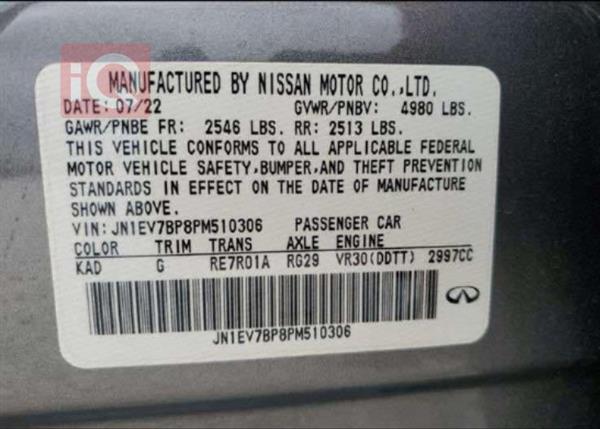 iQ
MANUFACTURED BY NISSAN MOTOR CO.,LTD.
DATE: 07/22 GVWR/PNBV: 4980 LBS.
GAWR/PNBE FR: 2546 LBS. RR: 2513 LBS.
THIS VEHICLE CONFORMS TO ALL APPLICABLE FEDERAL
MOTOR VEHICLE SAFETY,BUMPER,AND THEFT PREVENTION
STANDARDS IN EFFECT ON THE DATE OF MANUFACTURE
SHOWN ABOVE.
VIN: JN1EV7BP8PM510306 PASSENGER CAR
COLOR TRIM TRANS AXLE ENGINE
KAD G RE7R01A RG29 VR30(DDTT) 2997CC
JN1EV7BP8PM510306